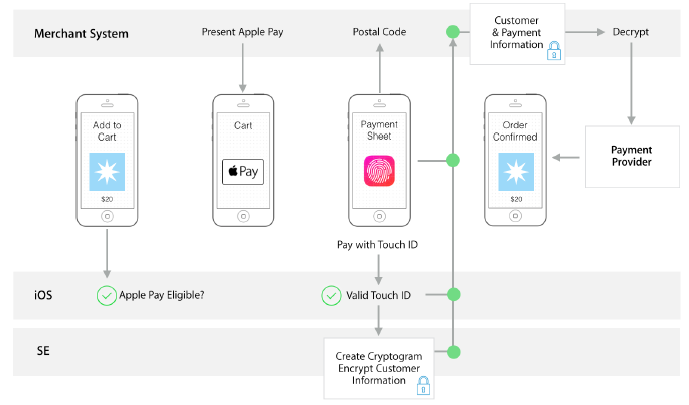 Merchant System
Present Apple Pay
Postal Code
Customer
& Payment
Information
Decrypt
Add to
Cart
$20
Cart
Pay
Payment
Sheet
Order
Confirmed
$20
Payment
Provider
Pay with Touch ID
iOS
Apple Pay Eligible?
Valid Touch ID
SE
Create Cryptogram
Encrypt Customer
Information